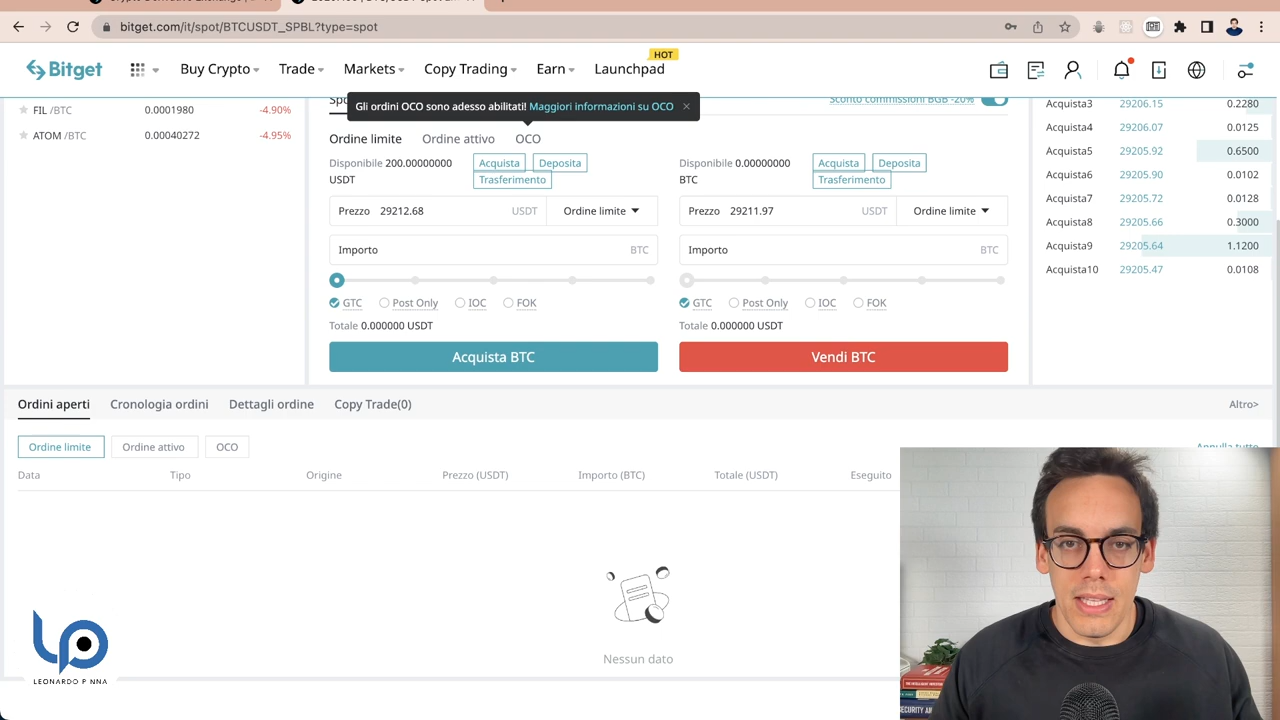 bitget.com/it/spot/BTCUSDT_SPBL?type=spot
Bitget
Buy Crypto
Trade
Markets
Copy Trading
Earn
Launchpad
HOT
FIL /BTC 0.0001980 -4.90%
ATOM /BTC 0.00040272 -4.95%
Gli ordini OCO sono adesso abilitati! Maggiori informazioni su OCO
Sconto commissioni BGB -20%
Ordine limite Ordine attivo OCO
Disponibile 200.00000000 USDT
Acquista Deposita
Trasferimento
Prezzo 29212.68 USDT Ordine limite
Importo BTC
GTC Post Only IOC FOK
Totale 0.000000 USDT
Acquista BTC
Disponibile 0.00000000 BTC
Acquista Deposita
Trasferimento
Prezzo 29211.97 USDT Ordine limite
Importo BTC
GTC Post Only IOC FOK
Totale 0.000000 USDT
Vendi BTC
Acquista3 29206.15 0.2280
Acquista4 29206.07 0.0125
Acquista5 29205.92 0.6500
Acquista6 29205.90 0.0102
Acquista7 29205.72 0.0128
Acquista8 29205.66 0.3000
Acquista9 29205.64 1.1200
Acquista10 29205.47 0.0108
Ordini aperti Cronologia ordini Dettagli ordine Copy Trade(0) Altro>
Ordine limite Ordine attivo OCO
Data Tipo Origine Prezzo (USDT) Importo (BTC) Totale (USDT) Eseguito
Nessun dato
LEONARDO P NNA